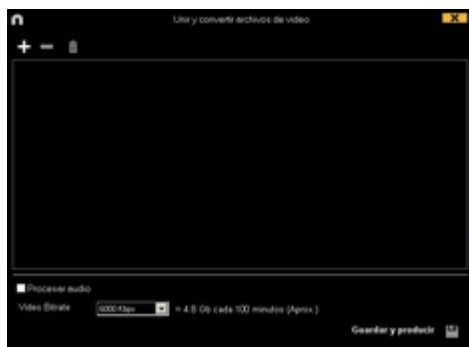 Unir y convertir archivos de video
X
Procesar audio
Video Bitrate 6000 Kbps = 4.8 Gb cada 100 minutos (Aprox.)
Guardar y producir